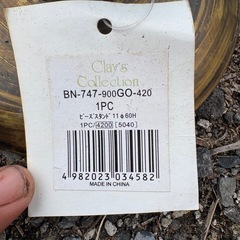 Clay's
Collection
BN-747-900GO-420
1PC
ビーズスタンド 11φ60H
1PC/4200 [5040]
4 982023 034582
MADE IN CHINA